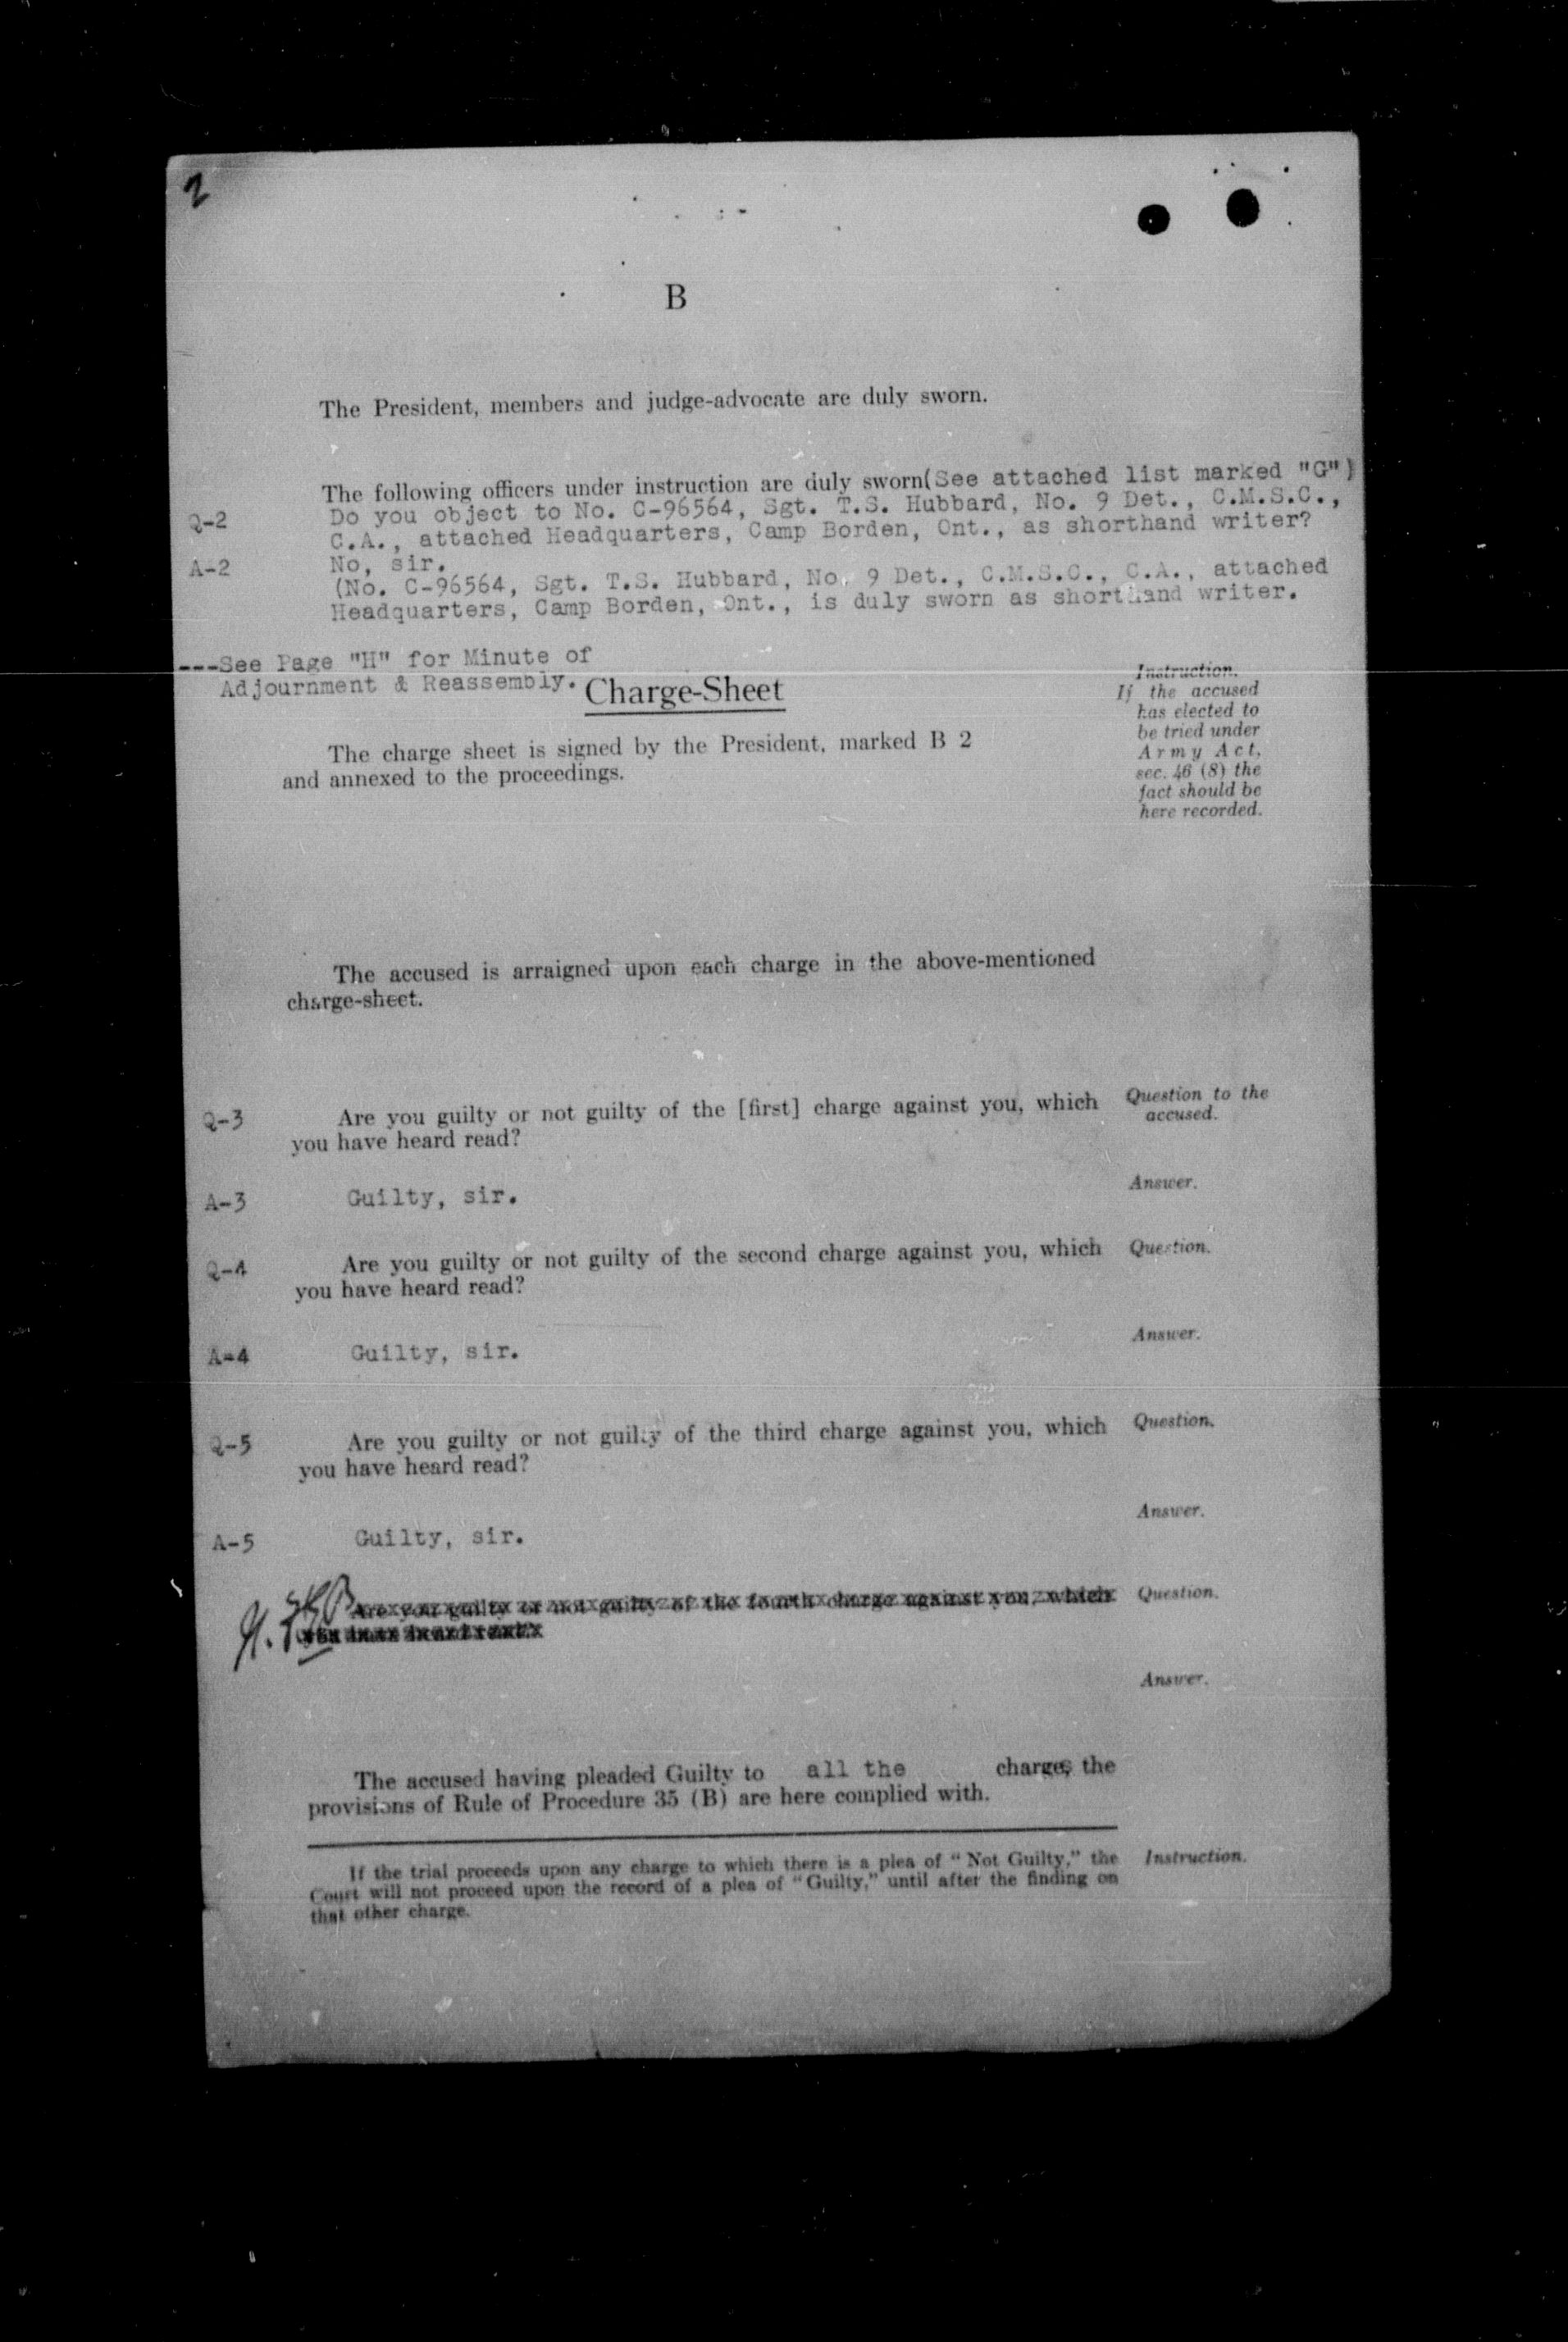 2
B
The President, members and judge-advocate are duly sworn.
The following officers under instruction are duly sworn(See attached list marked "G")
Q-2 Do you object to No. C-96564, Sgt. T.S. Hubbard, No. 9 Det., C.M.S.C.,
C.A., attached Headquarters, Camp Borden, Ont., as shorthand writer?
A-2 No, sir.
(No. C-96564, Sgt. T.S. Hubbard, No. 9 Det., C.M.S.C., C.A., attached
Headquarters, Camp Borden, Ont., is duly sworn as shorthand writer.
---See Page "H" for Minute of
Adjournment & Reassembly.
Charge-Sheet
Instruction.
If the accused
has elected to
be tried under
Army Act,
sec. 46 (8) the
fact should be
here recorded.
The charge sheet is signed by the President, marked B 2
and annexed to the proceedings.
The accused is arraigned upon each charge in the above-mentioned
charge-sheet.
Q-3 Are you guilty or not guilty of the [first] charge against you, which
you have heard read?
Question to the
accused.
A-3 Guilty, sir.
Answer.
Q-4 Are you guilty or not guilty of the second charge against you, which
you have heard read?
Question.
A-4 Guilty, sir.
Answer.
Q-5 Are you guilty or not guilty of the third charge against you, which
you have heard read?
Question.
A-5 Guilty, sir.
Answer.
Are you guilty or not guilty of the fourth charge against you, which
Question.
Answer.
The accused having pleaded Guilty to all the charges the
provisions of Rule of Procedure 35 (B) are here complied with.
If the trial proceeds upon any charge to which there is a plea of "Not Guilty," the
Court will not proceed upon the record of a plea of "Guilty," until after the finding on
that other charge.
Instruction.